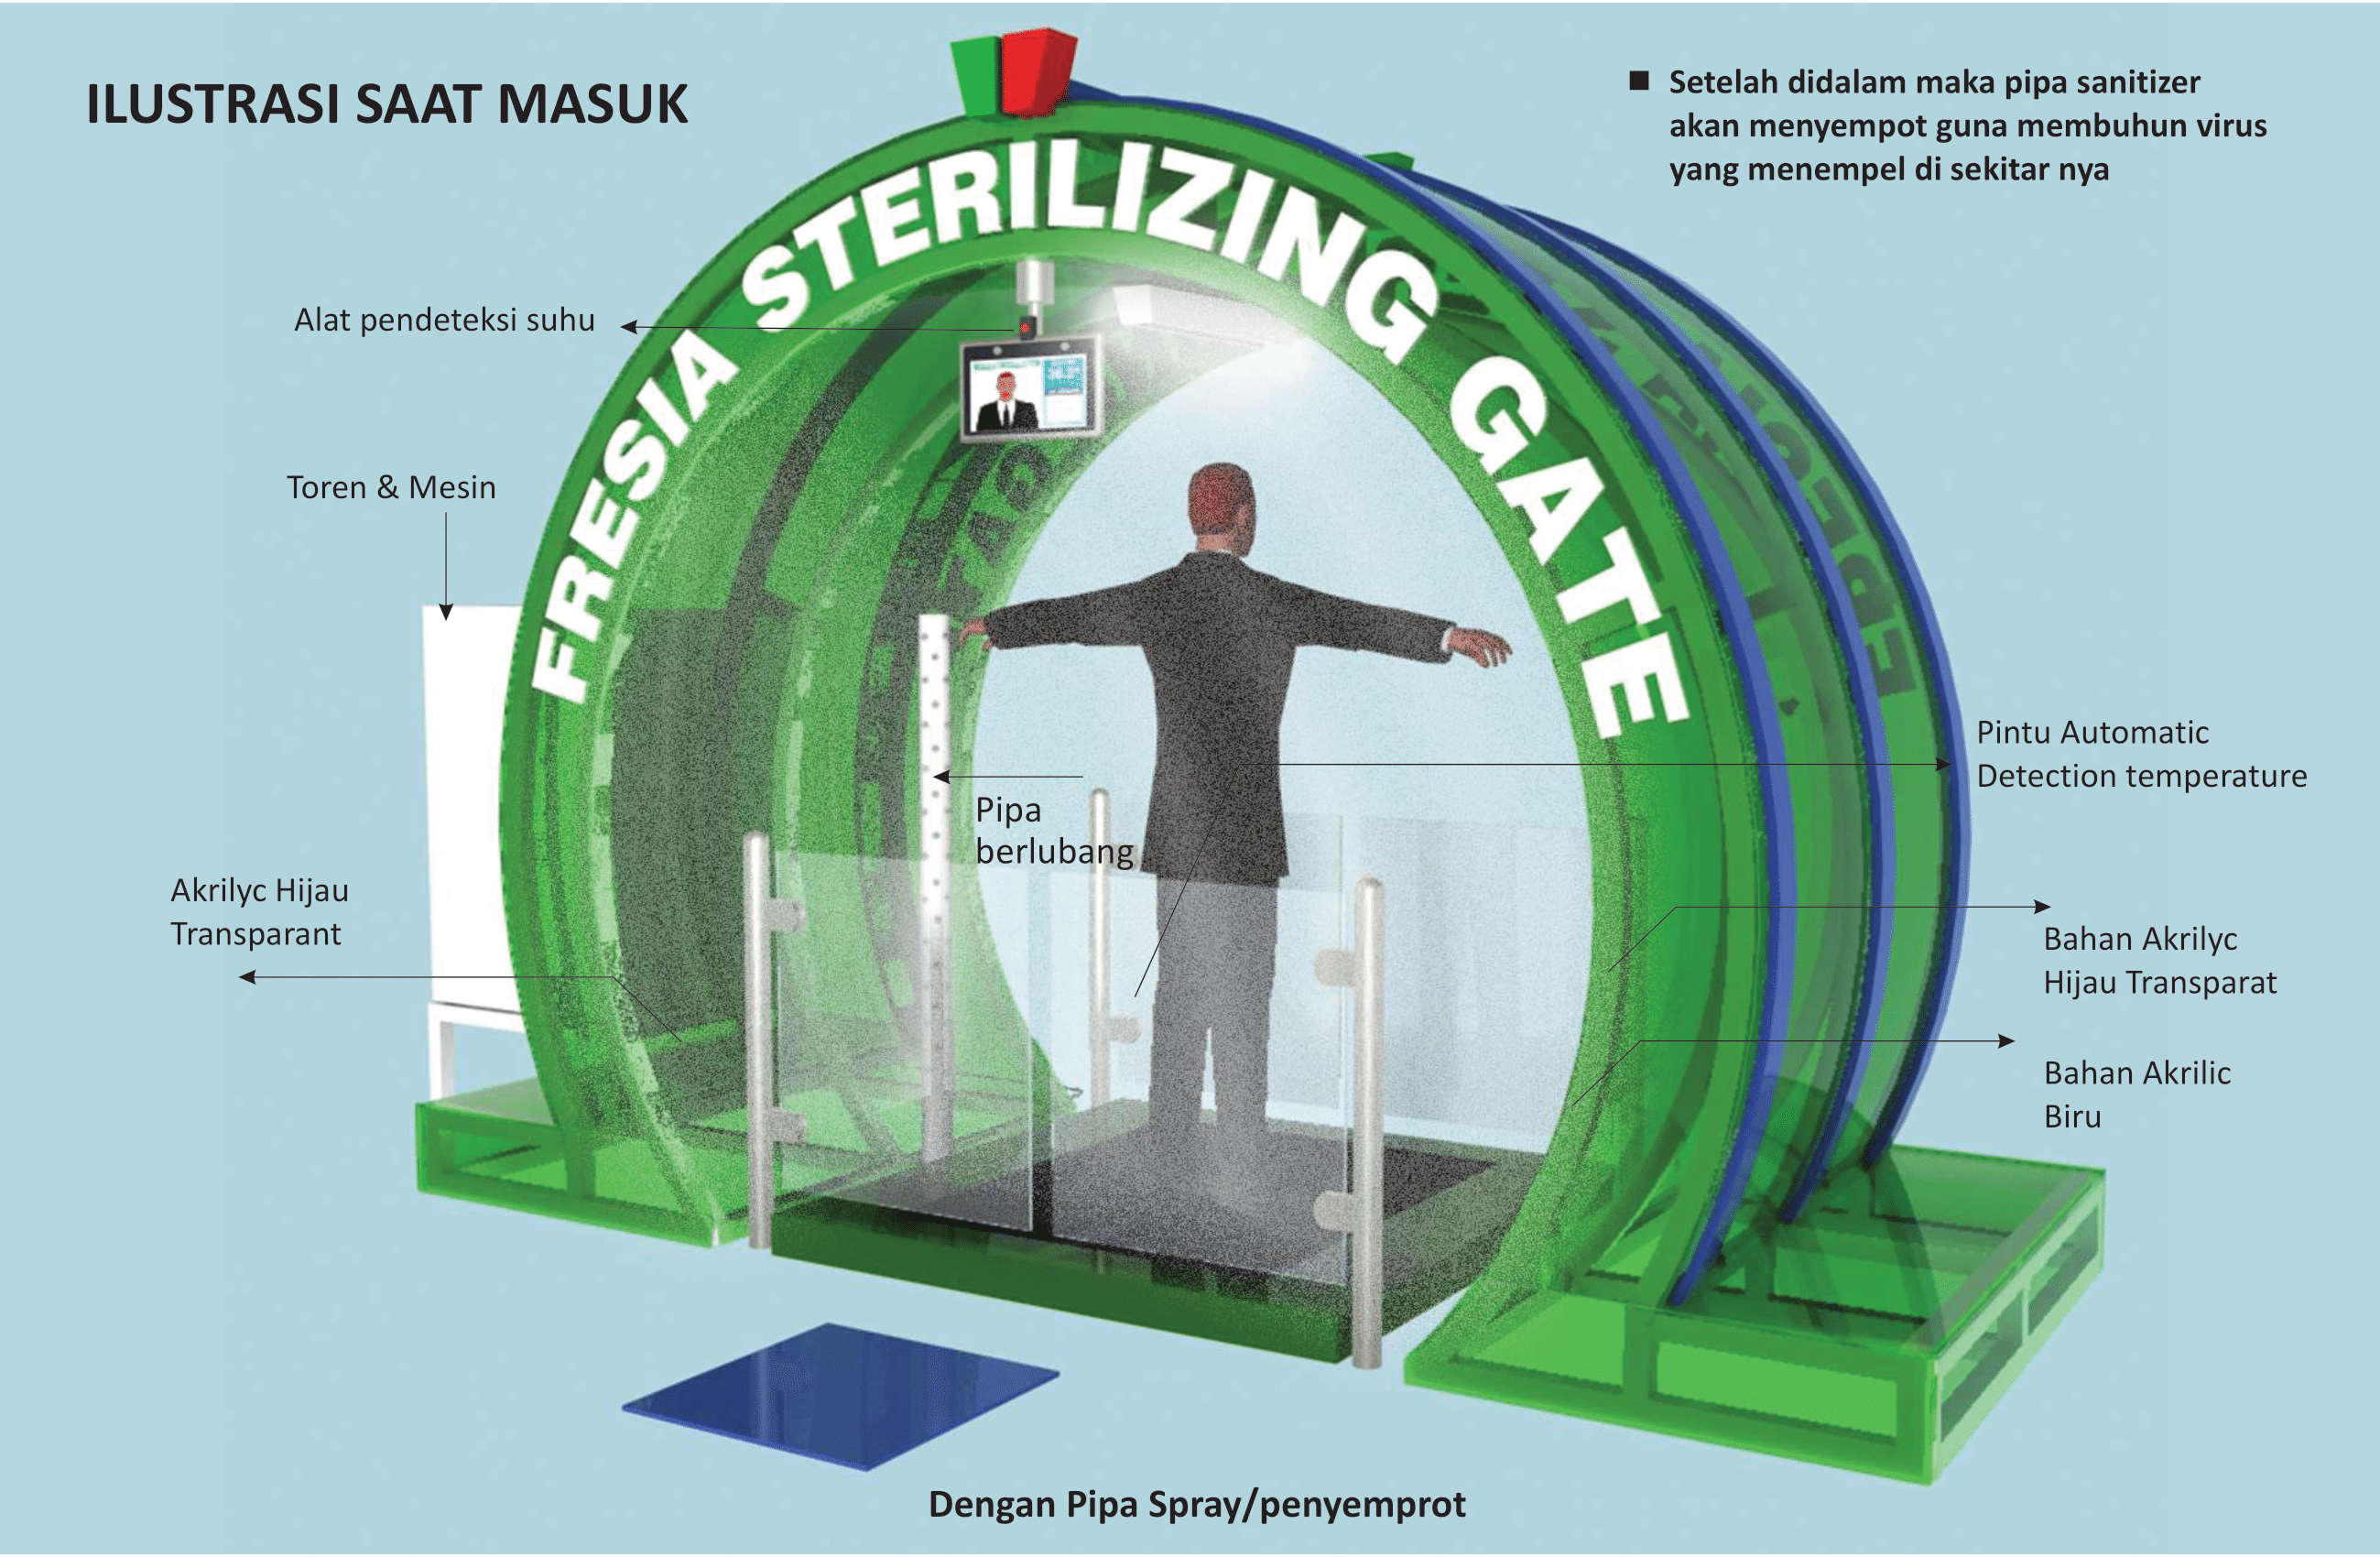 ILUSTRASI SAAT MASUK
■ Setelah didalam maka pipa sanitizer
akan menyempot guna membuhun virus
yang menempel di sekitar nya
FRESIA STERILIZING GATE
Alat pendeteksi suhu
Toren & Mesin
Pintu Automatic
Detection temperature
Pipa
berlubang
Akrilyc Hijau
Transparant
Bahan Akrilyc
Hijau Transparat
Bahan Akrilic
Biru
Dengan Pipa Spray/penyemprot